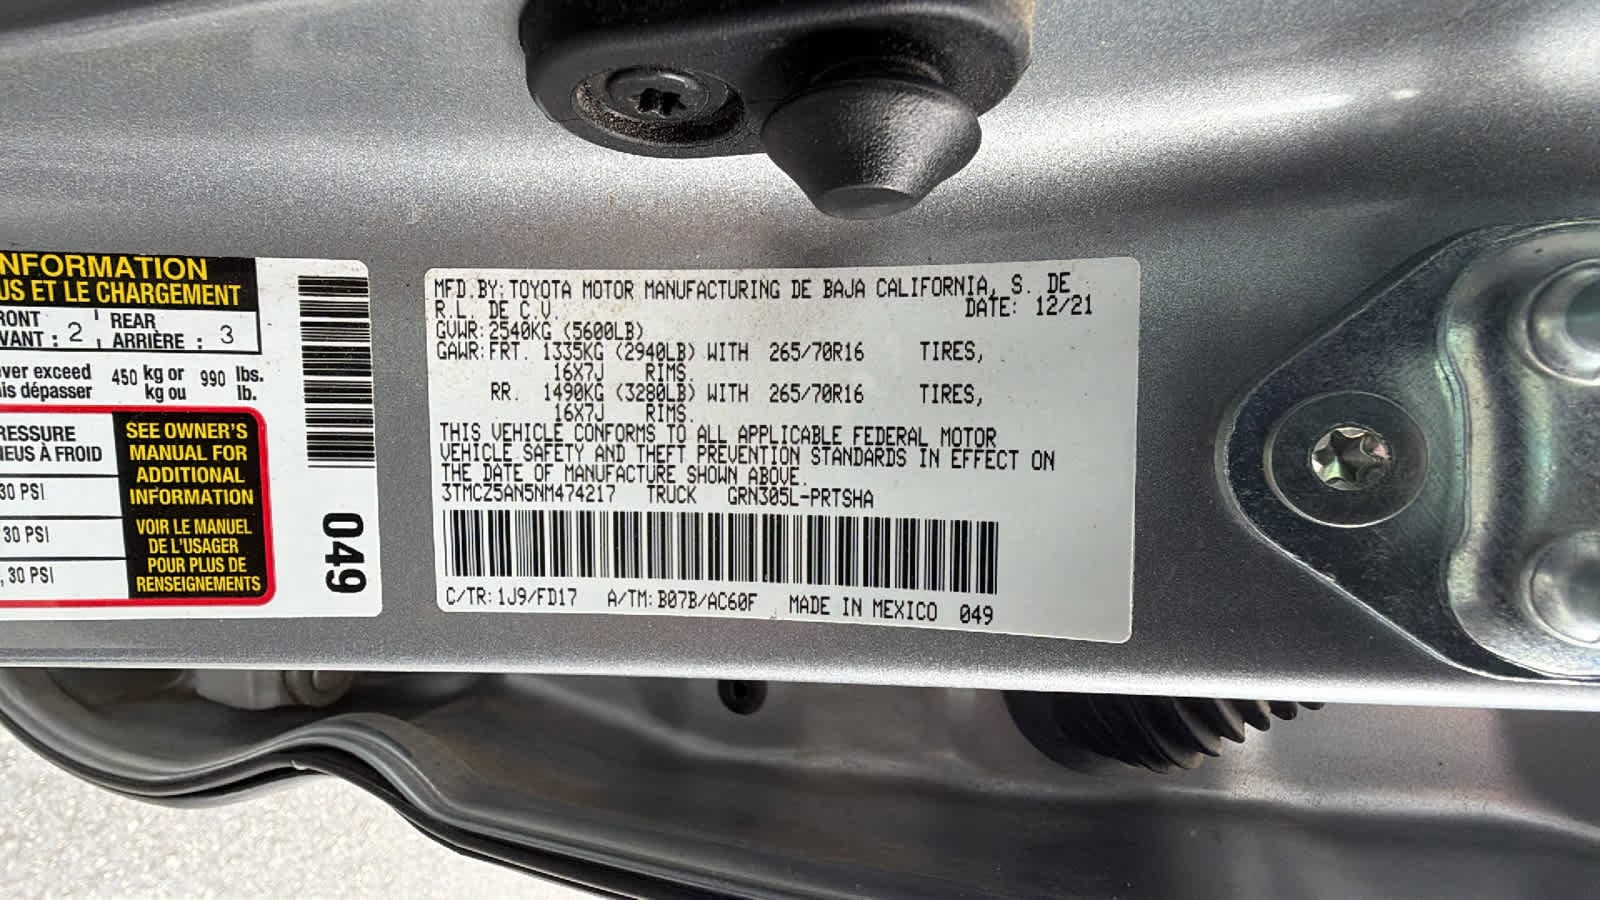 NFORMATION
US ET LE CHARGEMENT
RONT
VANT : 2
REAR
ARRIÈRE : 3
ver exceed
is dépasser
450 kg or
kg ou
990 lbs.
lb.
RESSURE
NEUS À FROID
30 PSI
30 PSI
, 30 PSI
SEE OWNER'S
MANUAL FOR
ADDITIONAL
INFORMATION
VOIR LE MANUEL
DE L'USAGER
POUR PLUS DE
RENSEIGNEMENTS
049
MFD.BY: TOYOTA MOTOR MANUFACTURING DE BAJA CALIFORNIA, S. DE
R.L. DE C.V. DATE: 12/21
GVWR: 2540KG (5600LB)
GAWR: FRT. 1335KG (2940LB) WITH 265/70R16 TIRES,
16X7J RIMS.
RR. 1490KG (3280LB) WITH 265/70R16 TIRES,
16X7J RIMS.
THIS VEHICLE CONFORMS TO ALL APPLICABLE FEDERAL MOTOR
VEHICLE SAFETY AND THEFT PREVENTION STANDARDS IN EFFECT ON
THE DATE OF MANUFACTURE SHOWN ABOVE.
3TMCZ5AN5NM474217 TRUCK GRN305L-PRTSHA
C/TR: 1J9/FD17 A/TM: B07B/AC60F MADE IN MEXICO 049